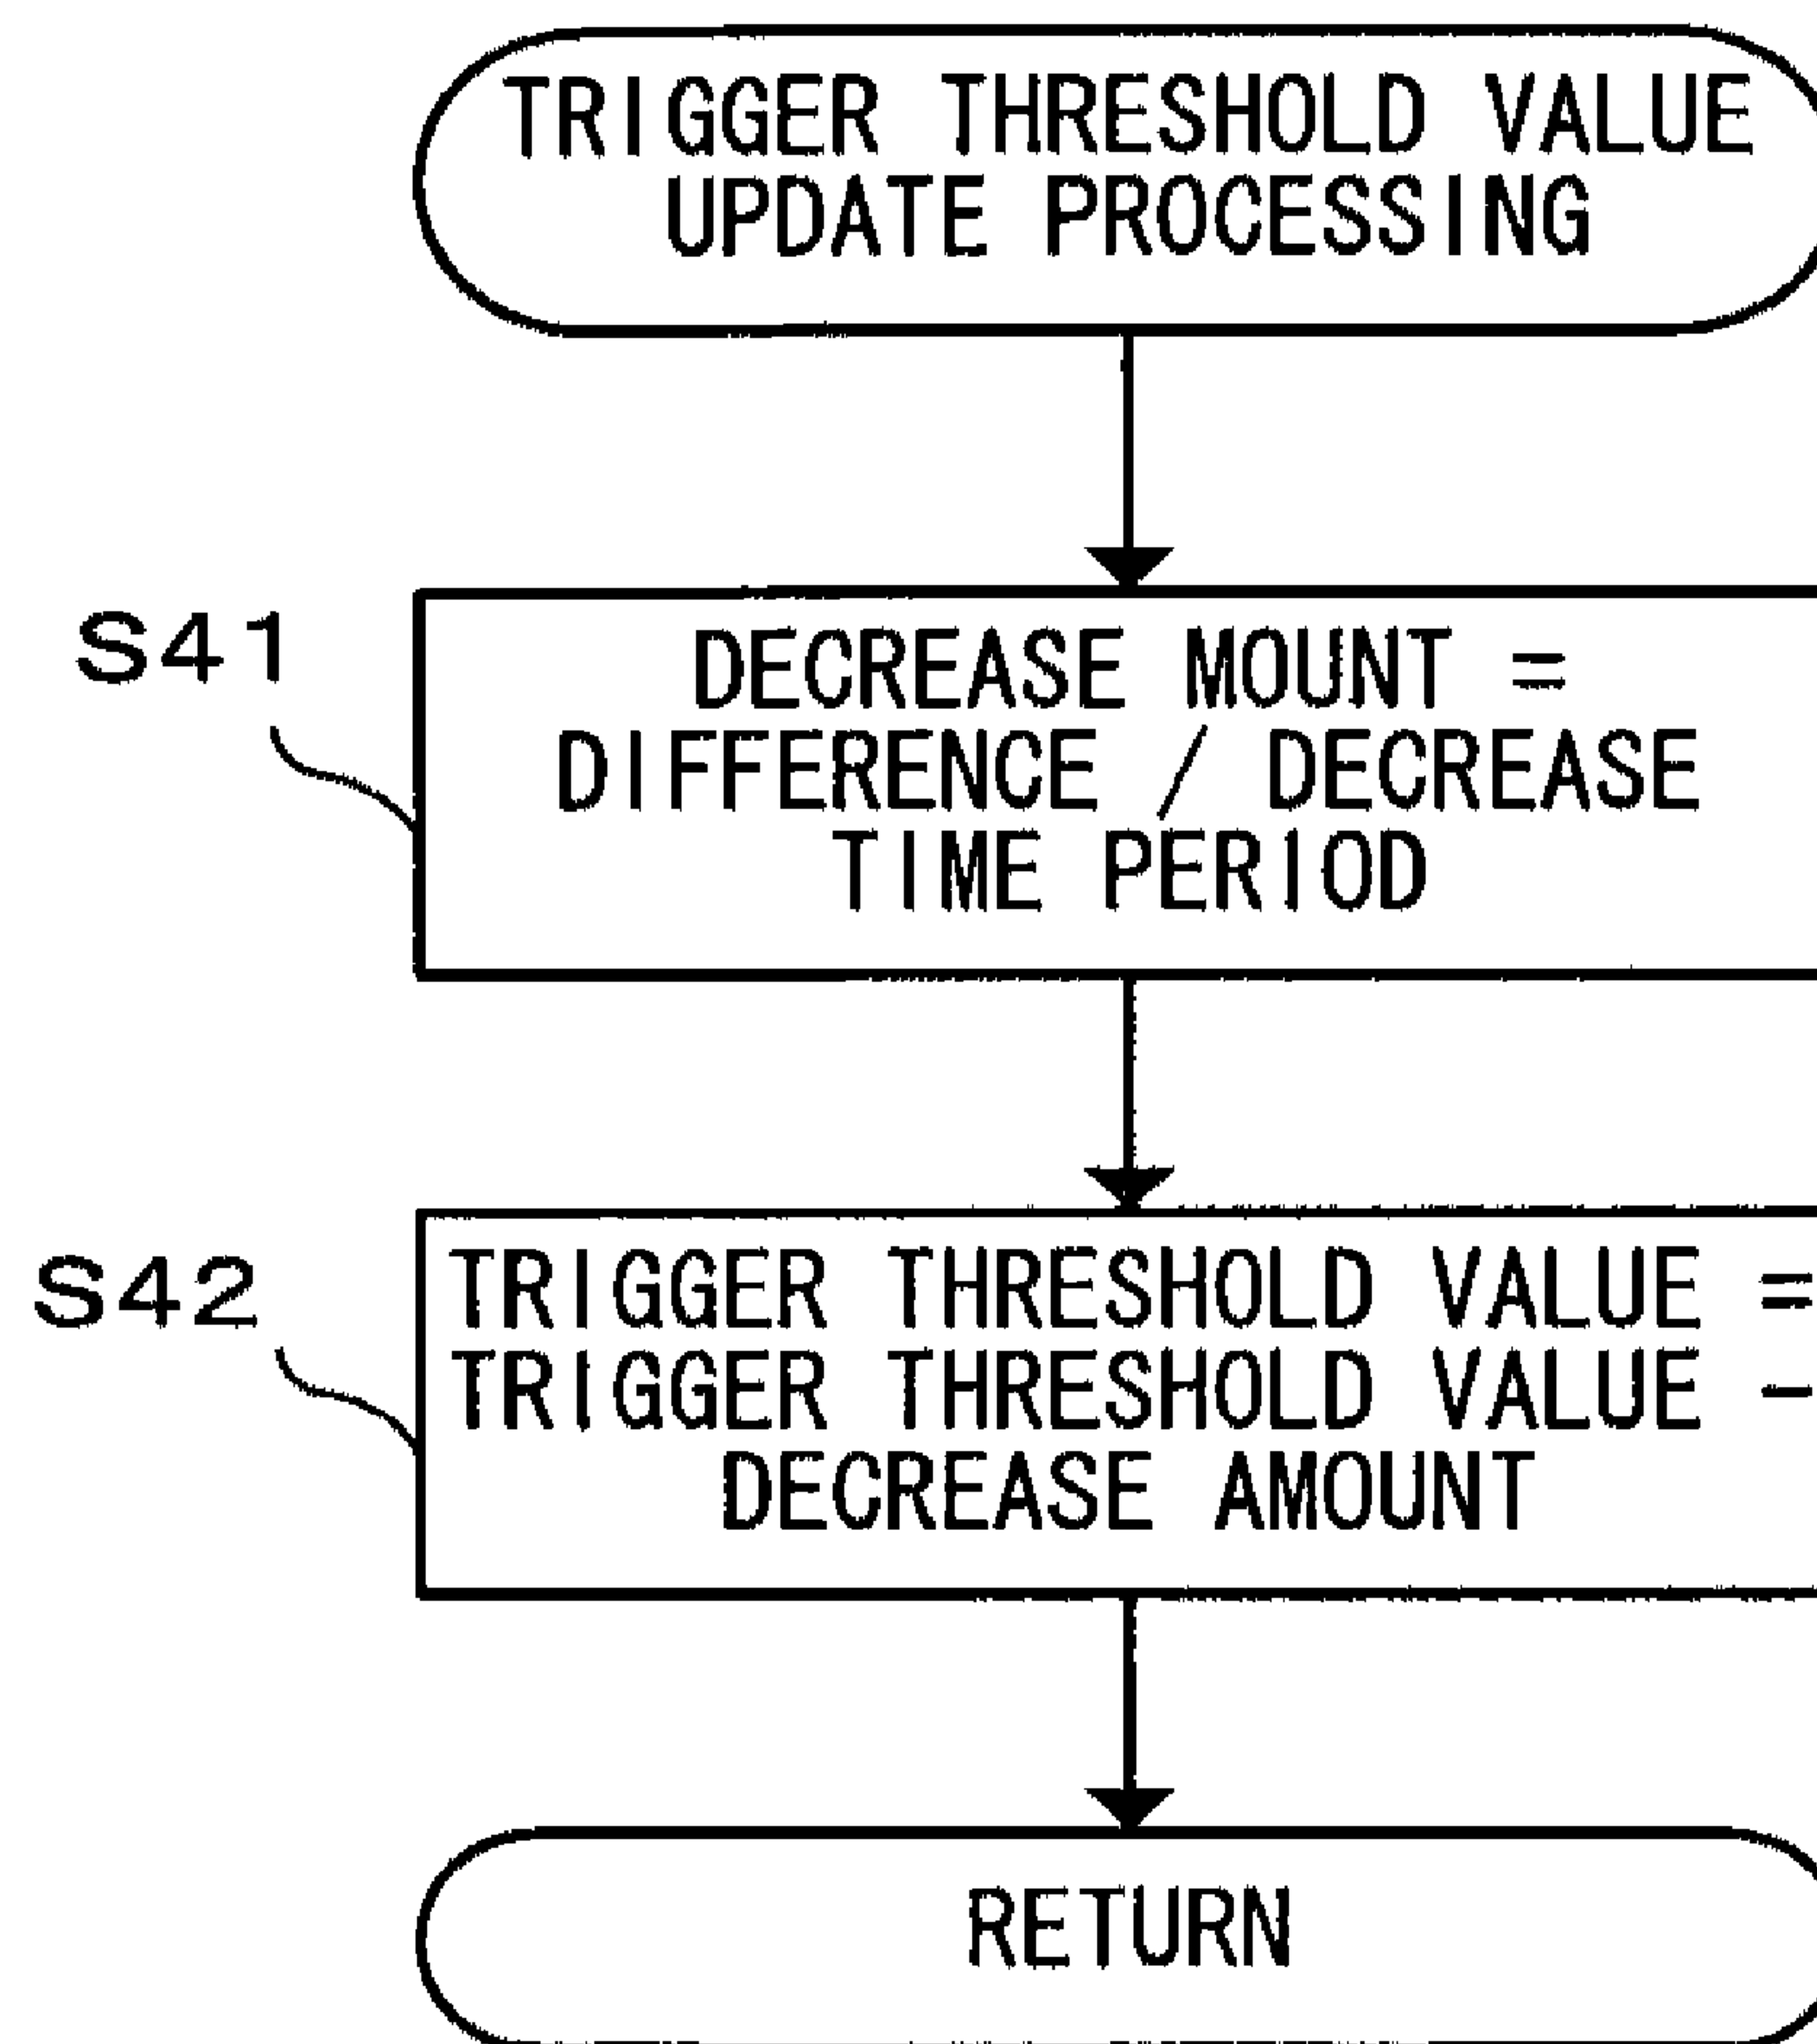 TRIGGER THRESHOLD VALUE
UPDATE PROCESSING
S41
DECREASE MOUNT =
DIFFERENCE / DECREASE
TIME PERIOD
S42
TRIGGER THRESHOLD VALUE =
TRIGGER THRESHOLD VALUE -
DECREASE AMOUNT
RETURN